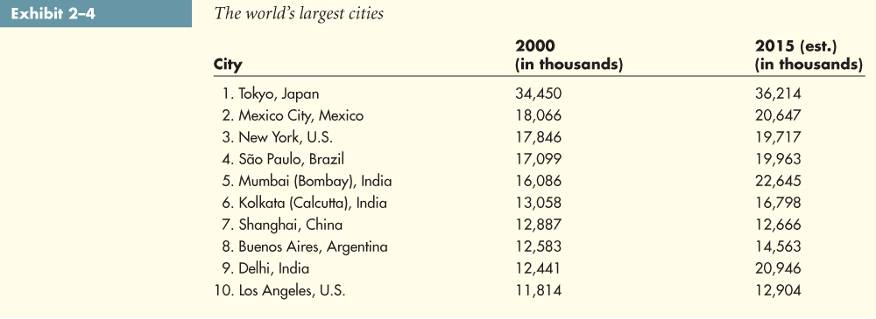 Exhibit 2–4 The world's largest cities
2000 2015 (est.)
City (in thousands) (in thousands)
1. Tokyo, Japan 34,450 36,214
2. Mexico City, Mexico 18,066 20,647
3. New York, U.S. 17,846 19,717
4. São Paulo, Brazil 17,099 19,963
5. Mumbai (Bombay), India 16,086 22,645
6. Kolkata (Calcutta), India 13,058 16,798
7. Shanghai, China 12,887 12,666
8. Buenos Aires, Argentina 12,583 14,563
9. Delhi, India 12,441 20,946
10. Los Angeles, U.S. 11,814 12,904